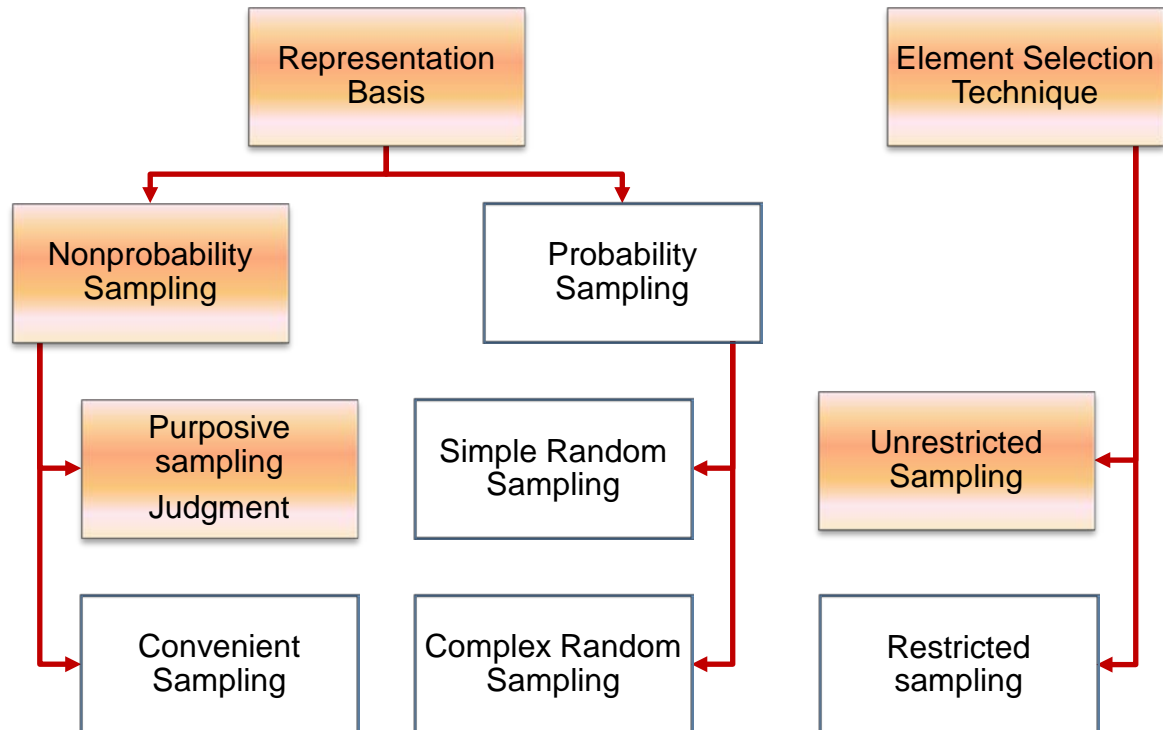 Representation
Basis
Element Selection
Technique
Nonprobability
Sampling
Probability
Sampling
Purposive
sampling
Judgment
Simple Random
Sampling
Unrestricted
Sampling
Convenient
Sampling
Complex Random
Sampling
Restricted
sampling